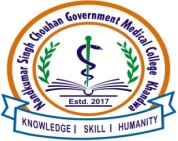 Nandkumar Singh Chouhan Government Medical College Khandwa
Estd. 2017
KNOWLEDGE | SKILL | HUMANITY